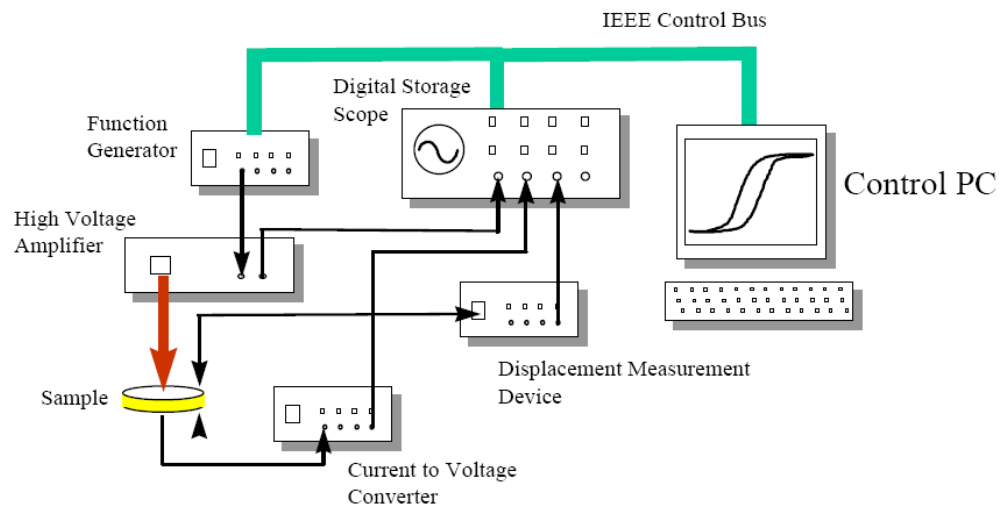 IEEE Control Bus
Digital Storage
Scope
Function
Generator
Control PC
High Voltage
Amplifier
Displacement Measurement
Device
Sample
Current to Voltage
Converter